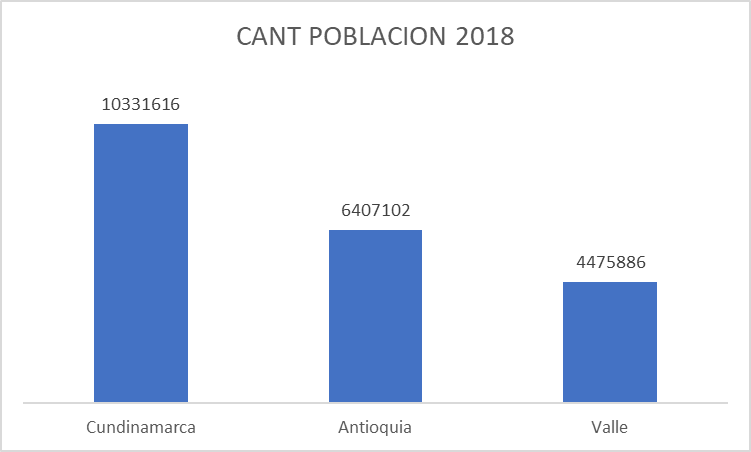 CANT POBLACION 2018
10331616
6407102
4475886
Cundinamarca
Antioquia
Valle